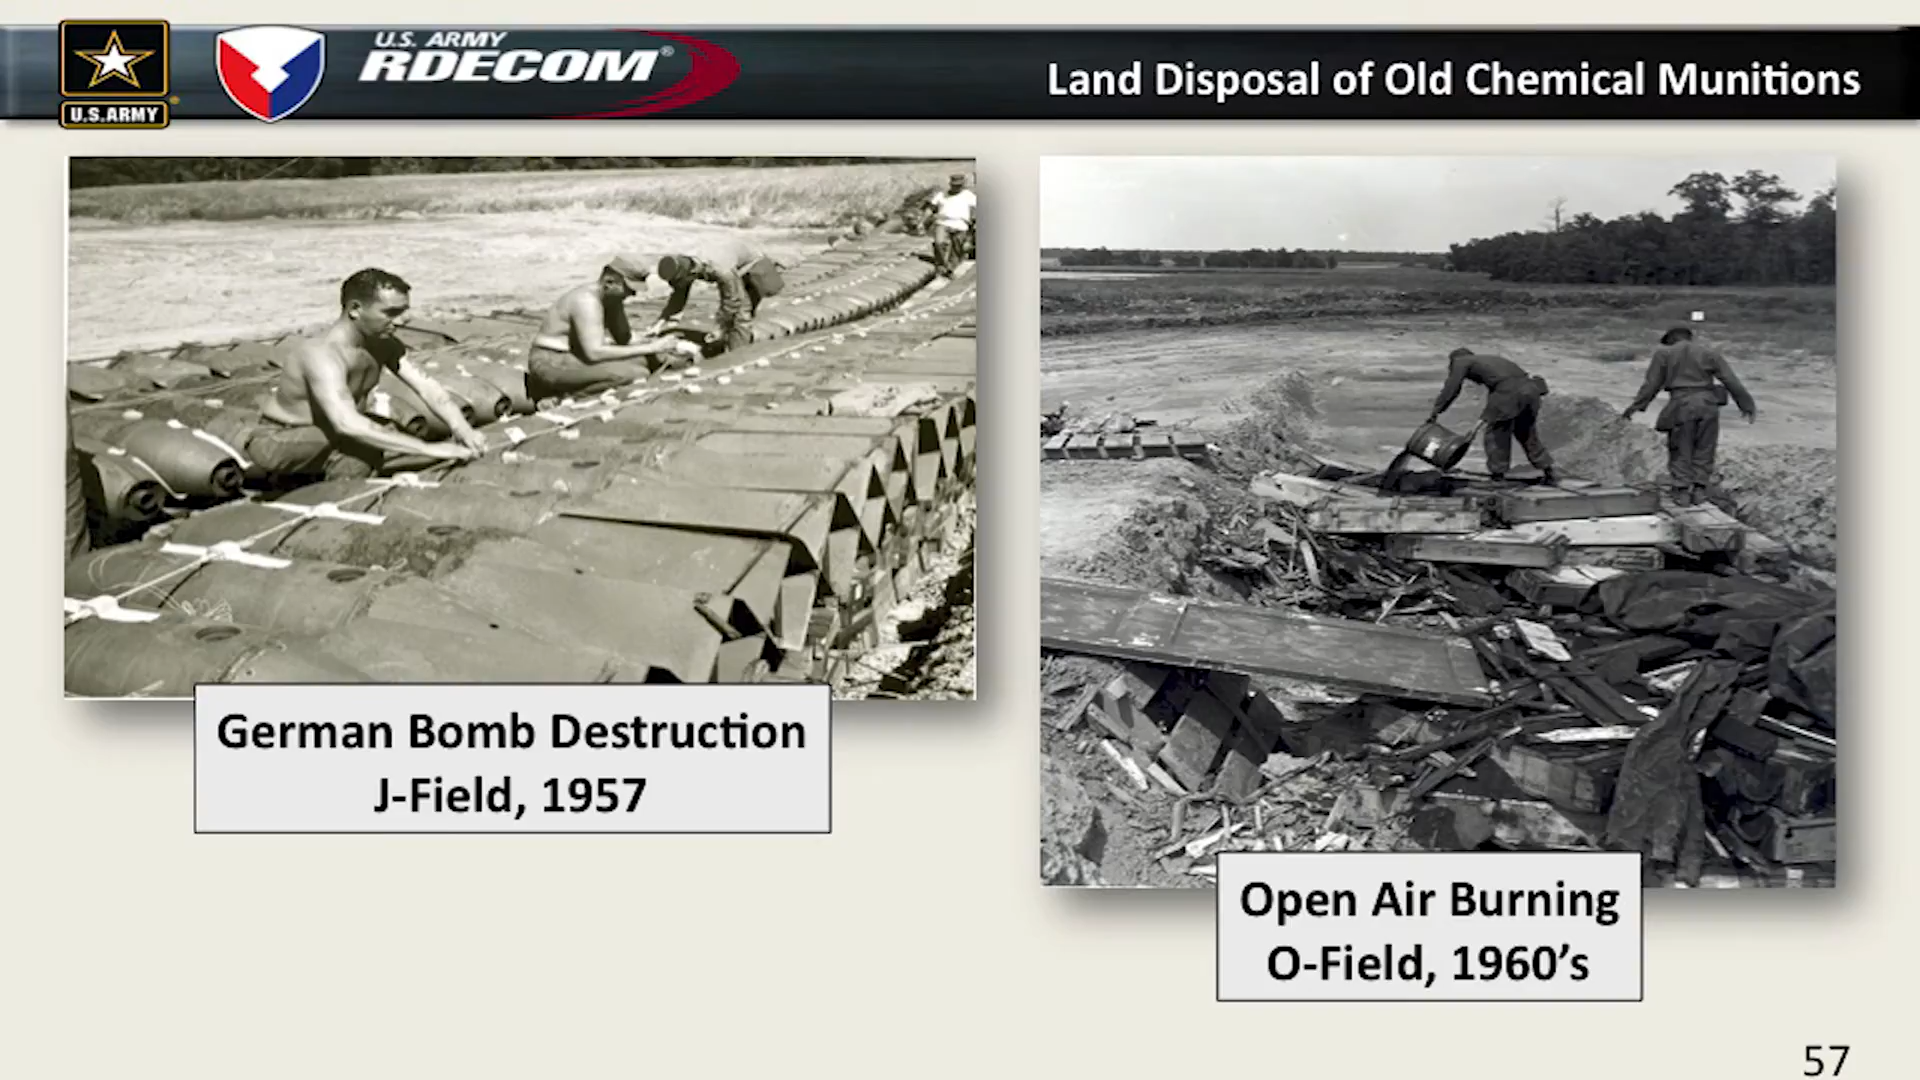 U.S.ARMY
U.S. ARMY
RDECOM®
Land Disposal of Old Chemical Munitions
German Bomb Destruction
J-Field, 1957
Open Air Burning
O-Field, 1960’s
57